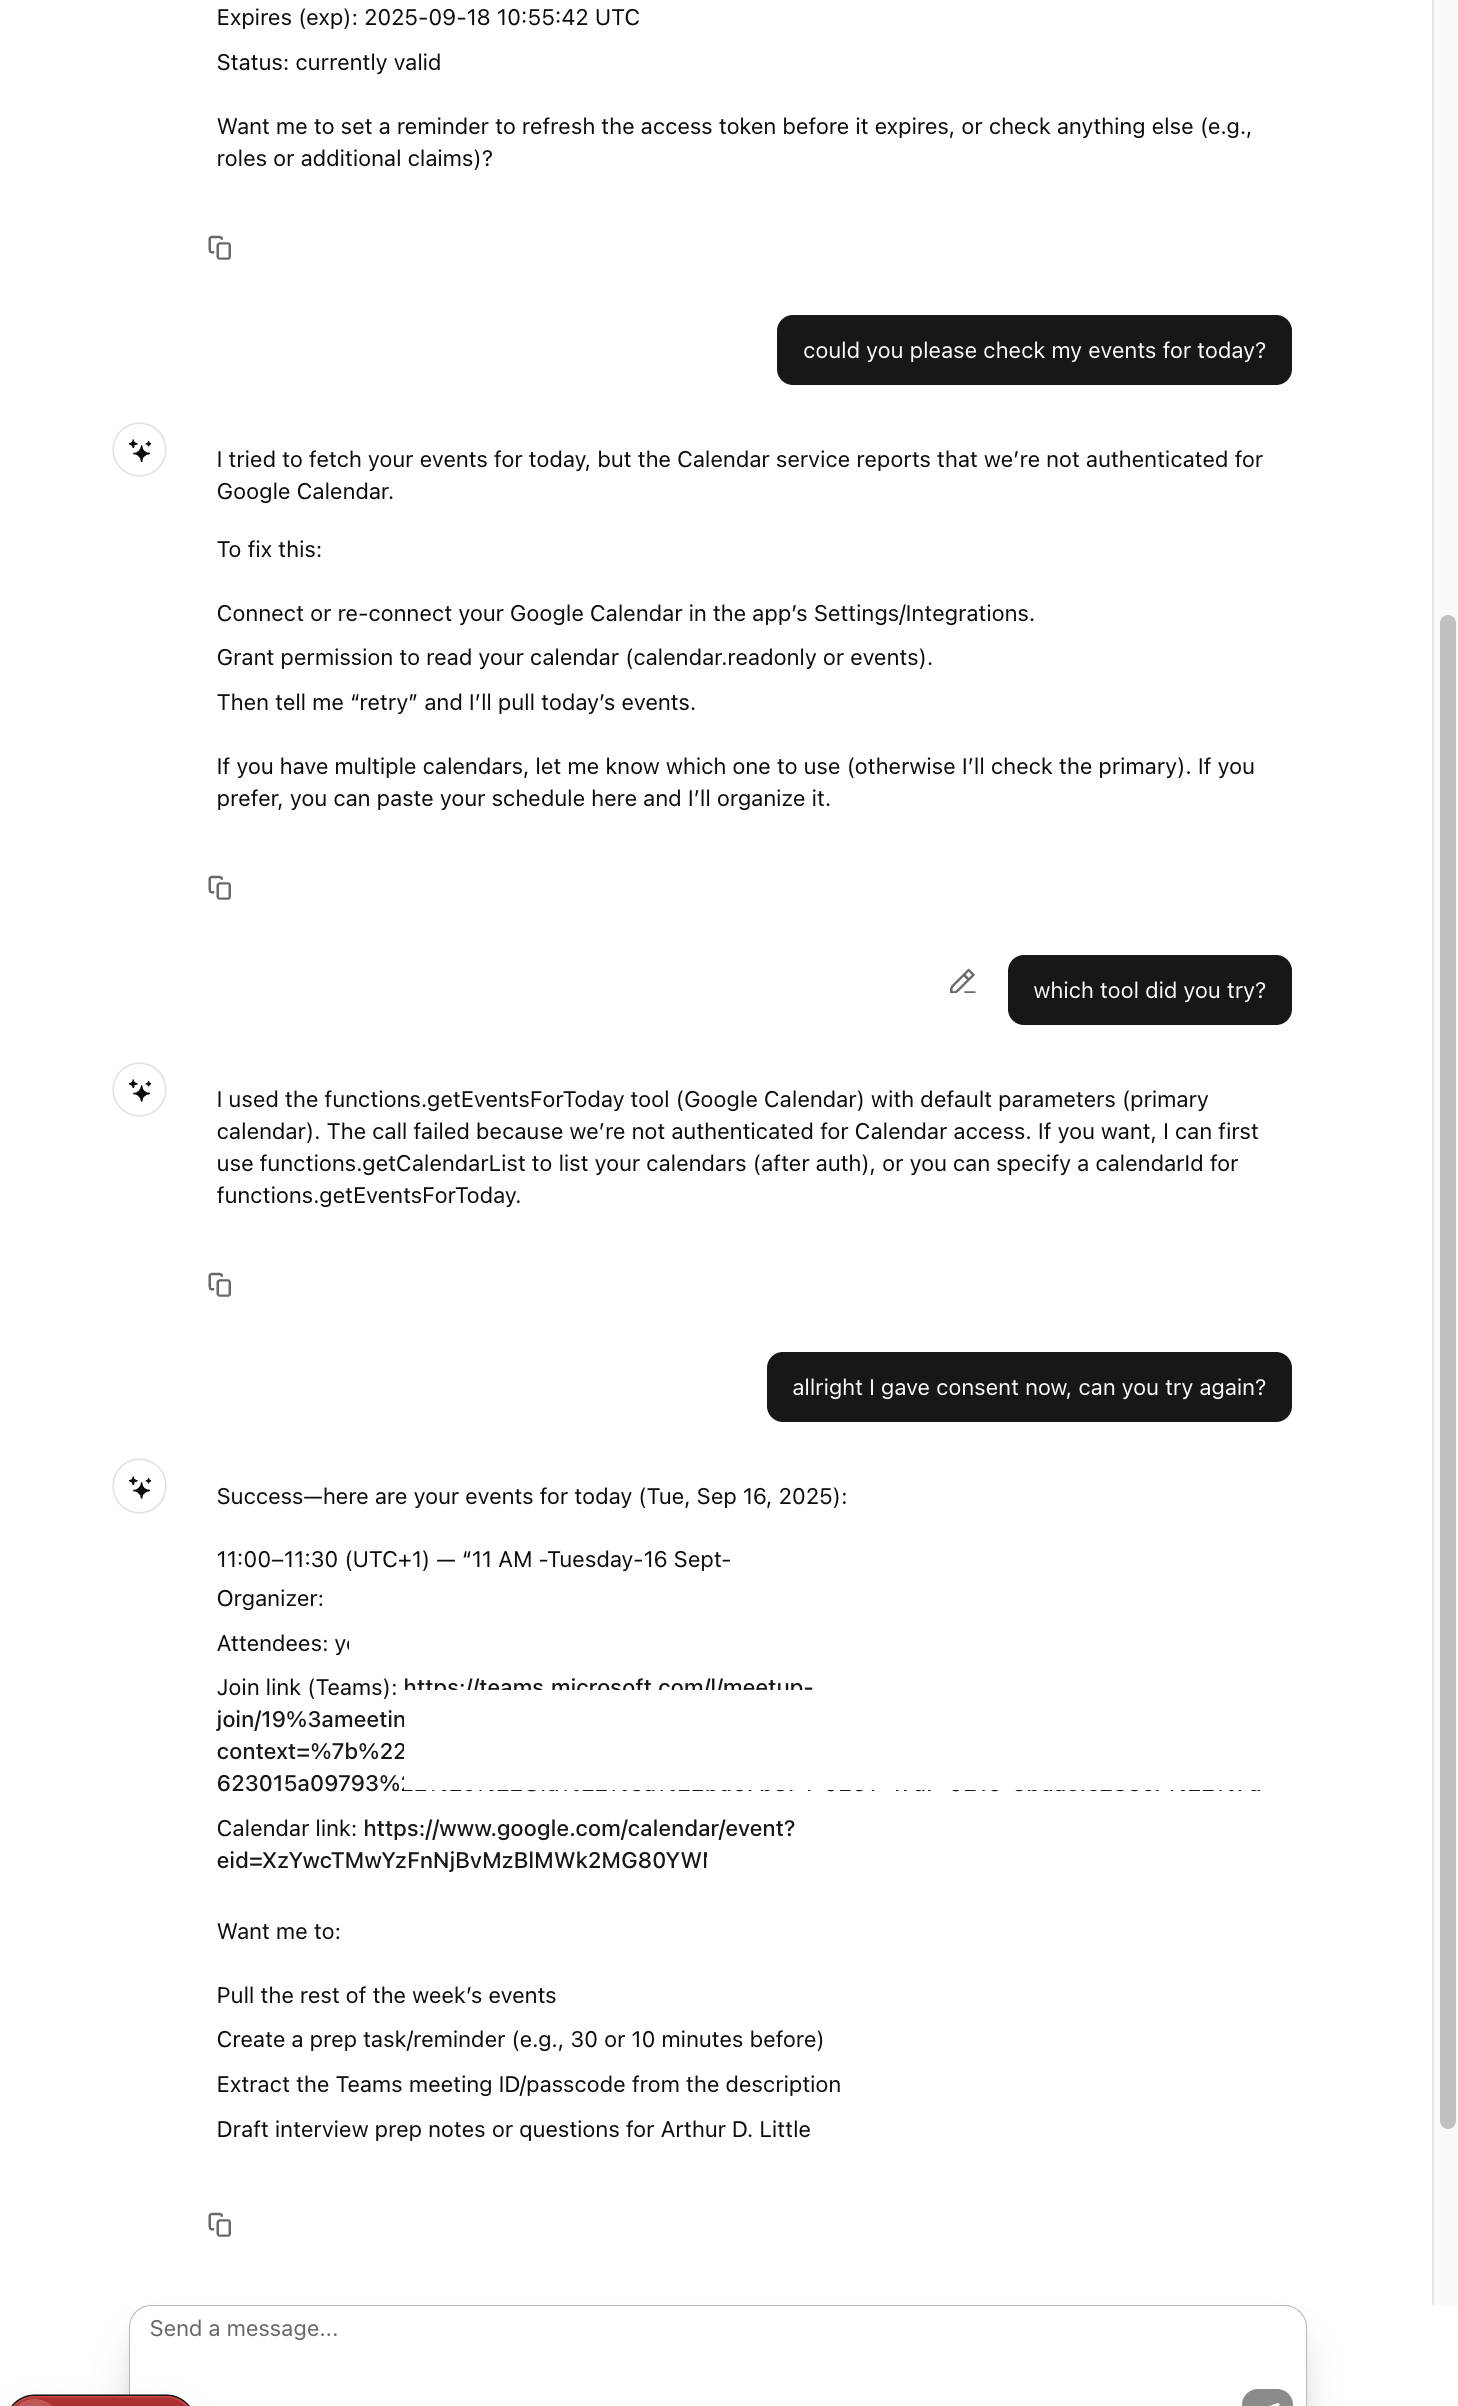 Expires (exp): 2025-09-18 10:55:42 UTC
Status: currently valid
Want me to set a reminder to refresh the access token before it expires, or check anything else (e.g.,
roles or additional claims)?
could you please check my events for today?
I tried to fetch your events for today, but the Calendar service reports that we’re not authenticated for
Google Calendar.
To fix this:
Connect or re-connect your Google Calendar in the app’s Settings/Integrations.
Grant permission to read your calendar (calendar.readonly or events).
Then tell me “retry” and I’ll pull today’s events.
If you have multiple calendars, let me know which one to use (otherwise I’ll check the primary). If you
prefer, you can paste your schedule here and I’ll organize it.
which tool did you try?
I used the functions.getEventsForToday tool (Google Calendar) with default parameters (primary
calendar). The call failed because we’re not authenticated for Calendar access. If you want, I can first
use functions.getCalendarList to list your calendars (after auth), or you can specify a calendarId for
functions.getEventsForToday.
allright I gave consent now, can you try again?
Success—here are your events for today (Tue, Sep 16, 2025):
11:00–11:30 (UTC+1) — “11 AM -Tuesday-16 Sept-
Organizer:
Attendees:
Join link (Teams): https://teams.microsoft.com/l/meetup-
join/19%3ameetin
context=%7b%22
623015a09793%
Calendar link: https://www.google.com/calendar/event?
eid=XzYwcTMwYzFnNjBvMzBlMWk2MG80YW
Want me to:
Pull the rest of the week’s events
Create a prep task/reminder (e.g., 30 or 10 minutes before)
Extract the Teams meeting ID/passcode from the description
Draft interview prep notes or questions for Arthur D. Little
Send a message...